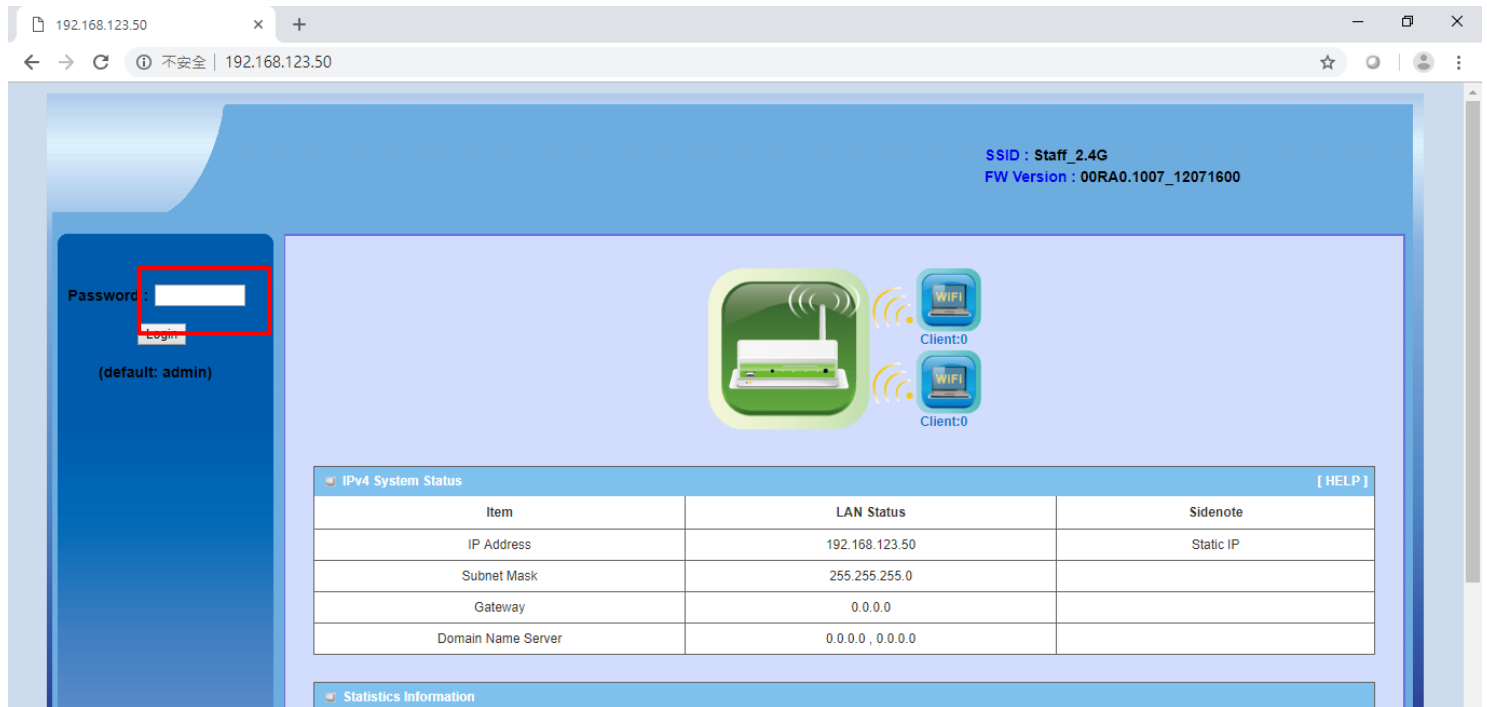 192.168.123.50
不安全 | 192.168.123.50
SSID : Staff_2.4G
FW Version : 00RA0.1007_12071600
Password :
Login
(default: admin)
WiFi
Client:0
WiFi
Client:0
IPv4 System Status [ HELP ]
Item LAN Status Sidenote
IP Address 192.168.123.50 Static IP
Subnet Mask 255.255.255.0
Gateway 0.0.0.0
Domain Name Server 0.0.0.0 , 0.0.0.0
Statistics Information